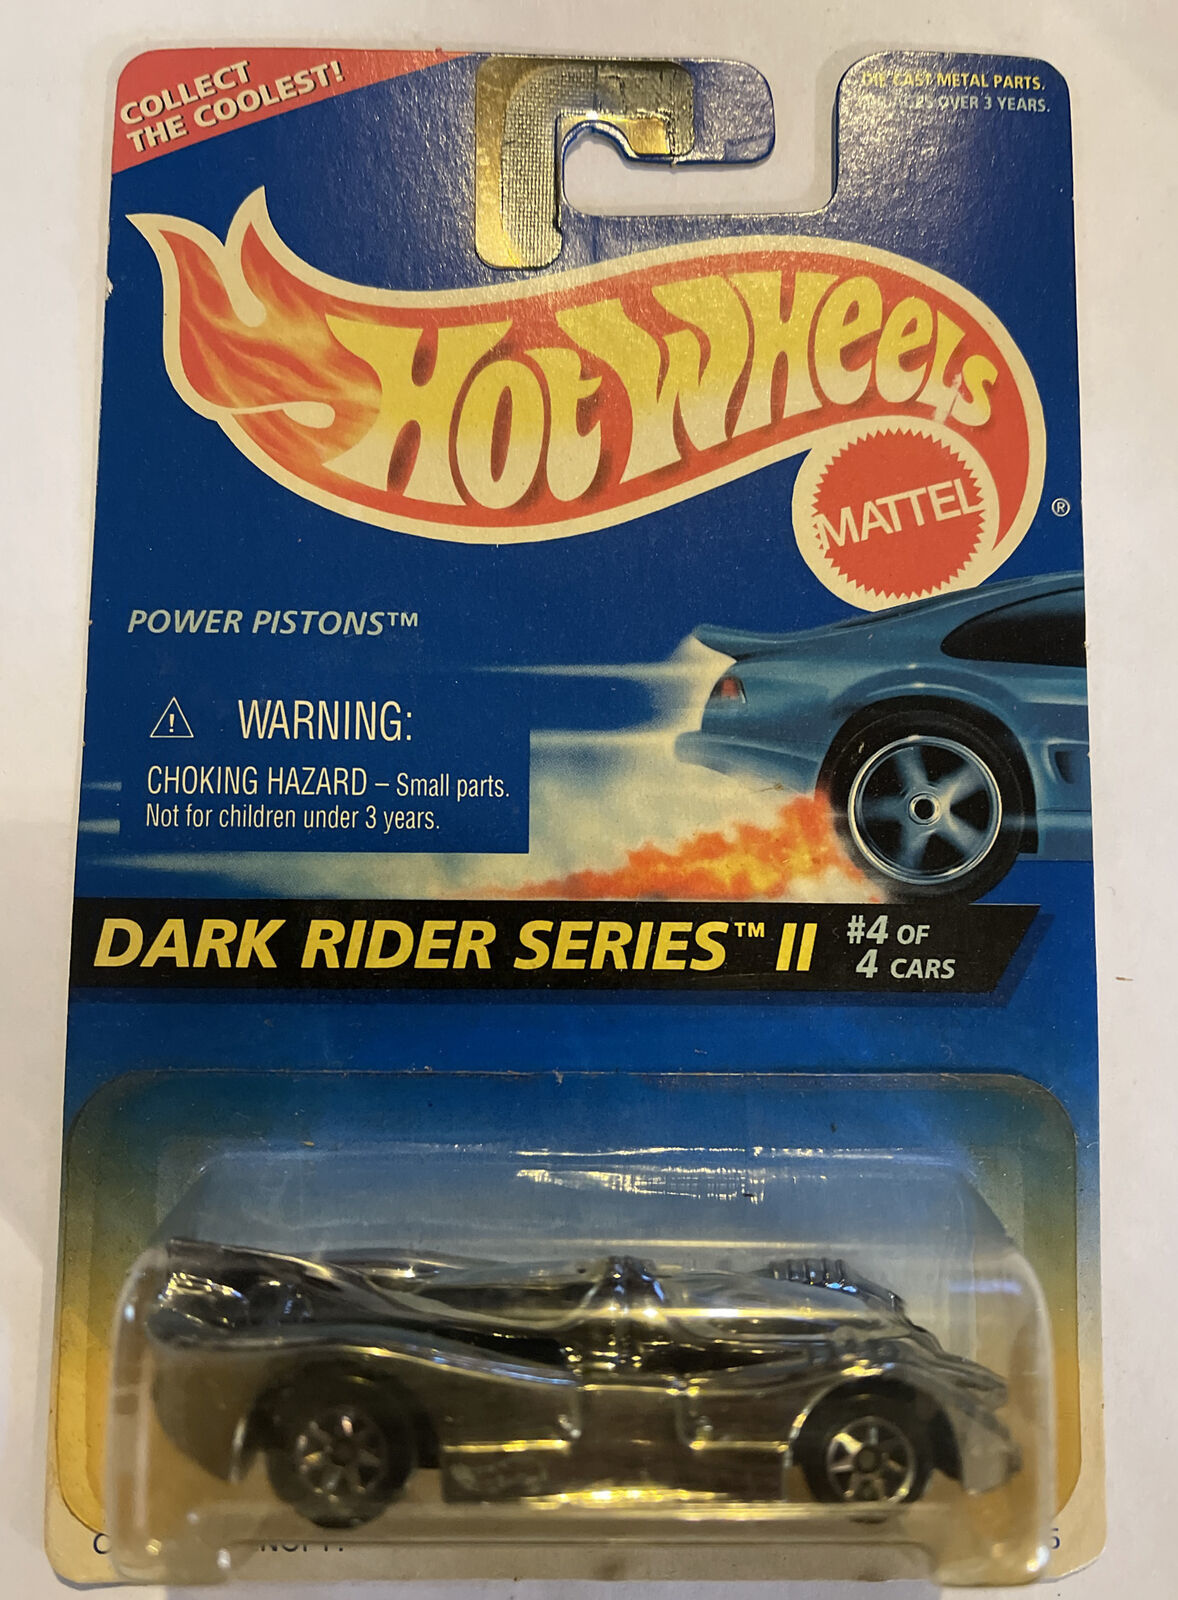 COLLECT
THE COOLEST!
DIE CAST METAL PARTS.
OVER 3 YEARS.
HOT WHEELS
MATTEL
®
POWER PISTONS™
WARNING:
CHOKING HAZARD – Small parts.
Not for children under 3 years.
DARK RIDER SERIES™ II
#4 OF
4 CARS